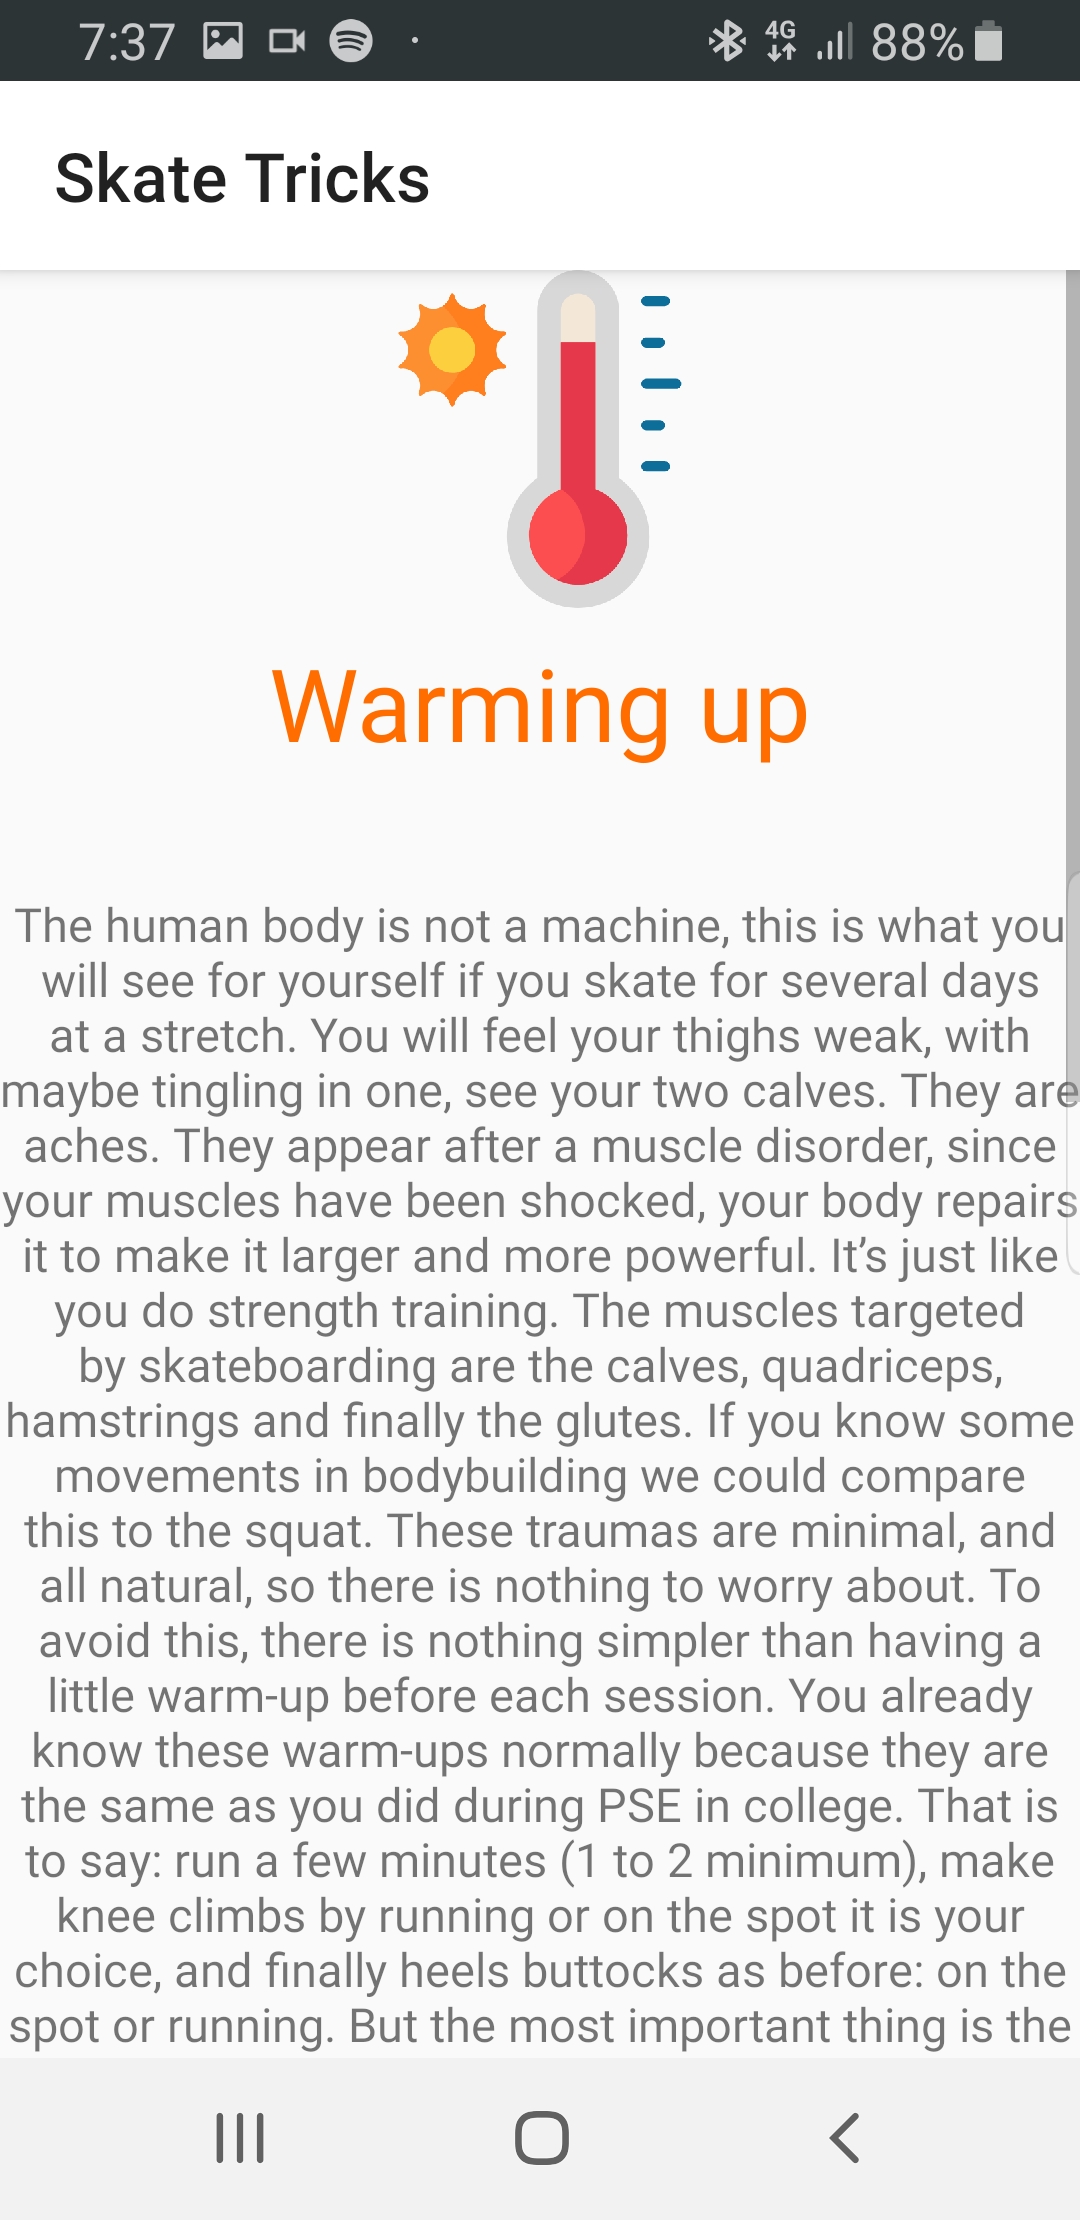 7:37 4G 88%
Skate Tricks
Warming up
The human body is not a machine, this is what you
will see for yourself if you skate for several days
at a stretch. You will feel your thighs weak, with
maybe tingling in one, see your two calves. They are
aches. They appear after a muscle disorder, since
your muscles have been shocked, your body repairs
it to make it larger and more powerful. It’s just like
you do strength training. The muscles targeted
by skateboarding are the calves, quadriceps,
hamstrings and finally the glutes. If you know some
movements in bodybuilding we could compare
this to the squat. These traumas are minimal, and
all natural, so there is nothing to worry about. To
avoid this, there is nothing simpler than having a
little warm-up before each session. You already
know these warm-ups normally because they are
the same as you did during PSE in college. That is
to say: run a few minutes (1 to 2 minimum), make
knee climbs by running or on the spot it is your
choice, and finally heels buttocks as before: on the
spot or running. But the most important thing is the